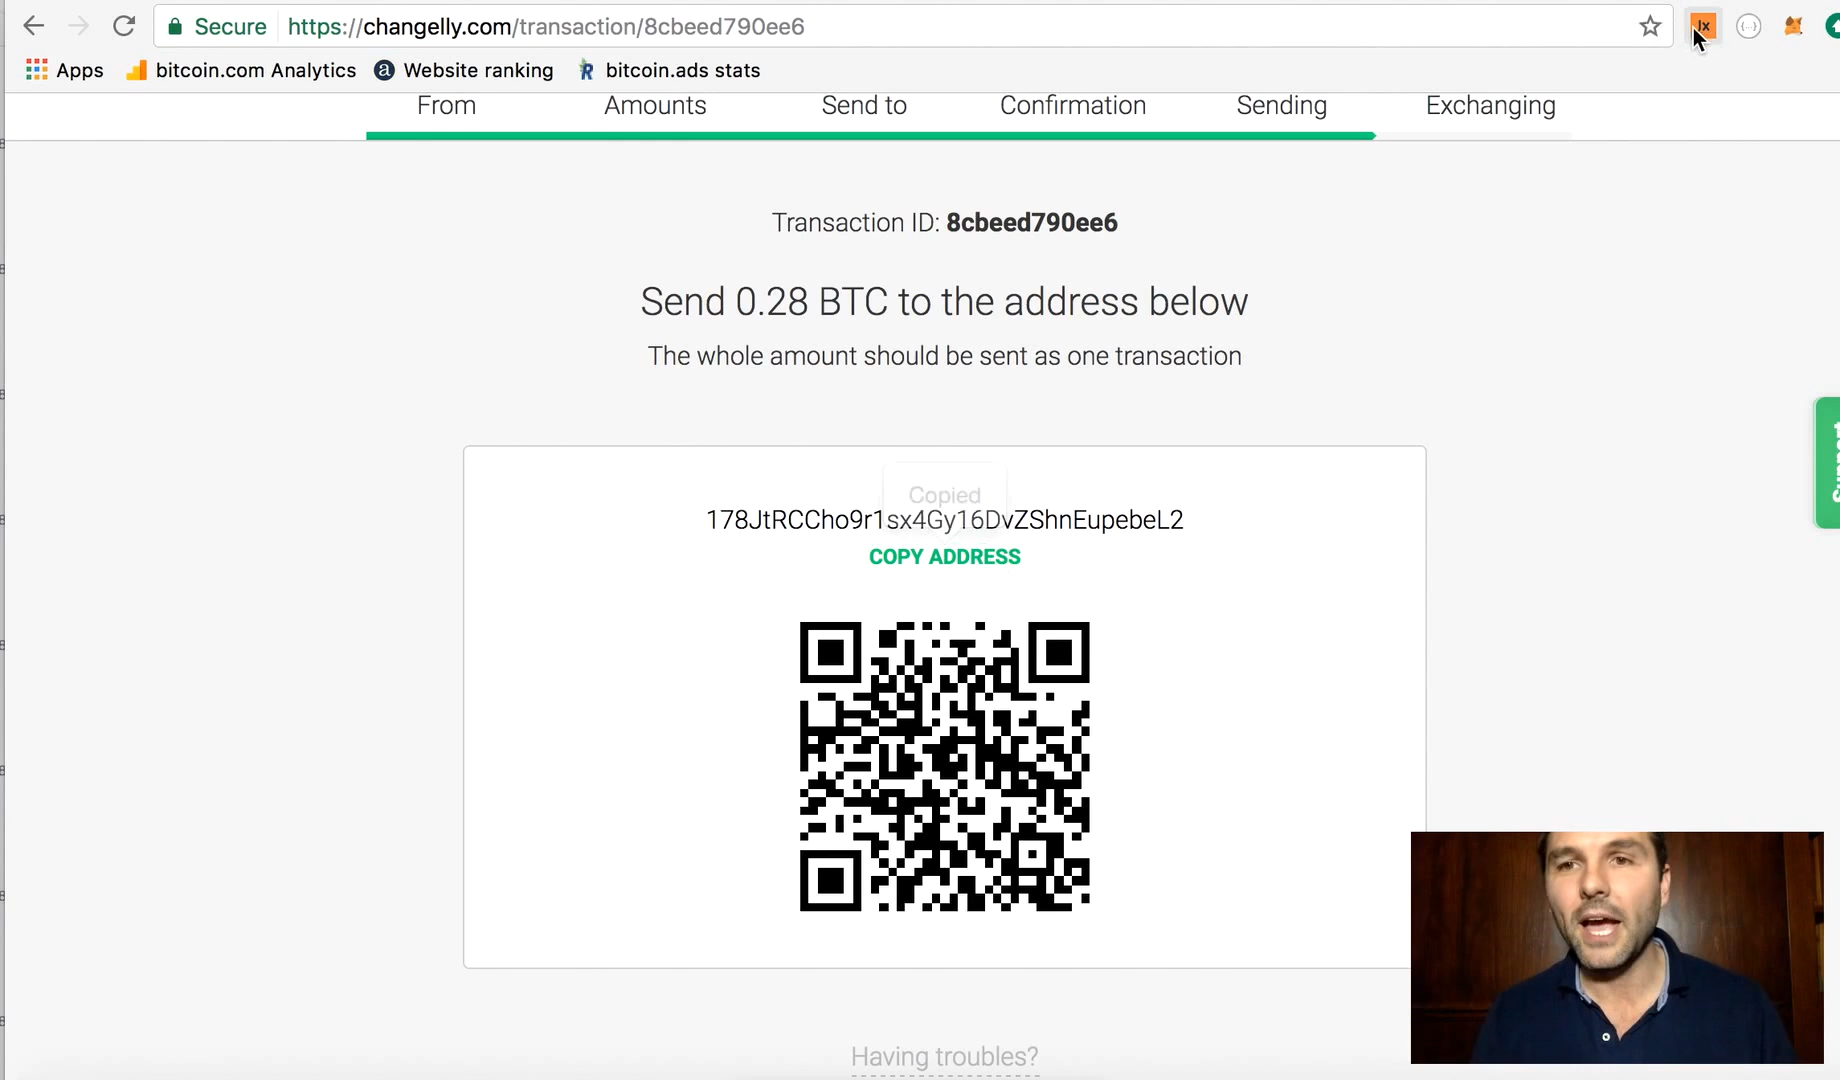 Secure https://changelly.com/transaction/8cbeed790ee6
Apps bitcoin.com Analytics Website ranking bitcoin.ads stats
From Amounts Send to Confirmation Sending Exchanging
Transaction ID: 8cbeed790ee6
Send 0.28 BTC to the address below
The whole amount should be sent as one transaction
Copied
178JtRCCho9r1sx4Gy16DvZShnEupebeL2
COPY ADDRESS
Having troubles?